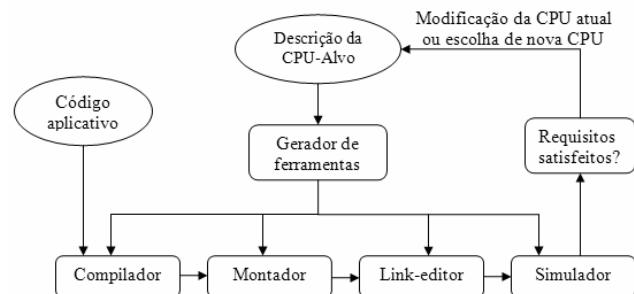 Modificação da CPU atual
ou escolha de nova CPU
Descrição da
CPU-Alvo
Código
aplicativo
Gerador de
ferramentas
Requisitos
satisfeitos?
Compilador
Montador
Link-editor
Simulador